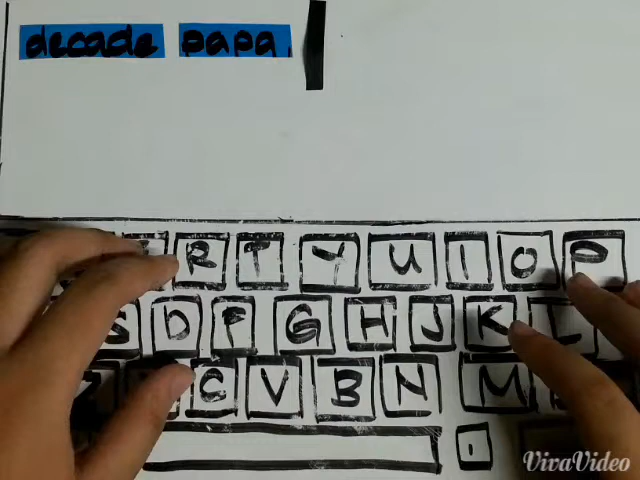 decade papa.
R T Y U I O P
S D F G H J K L
C V B N M
.
VivaVideo